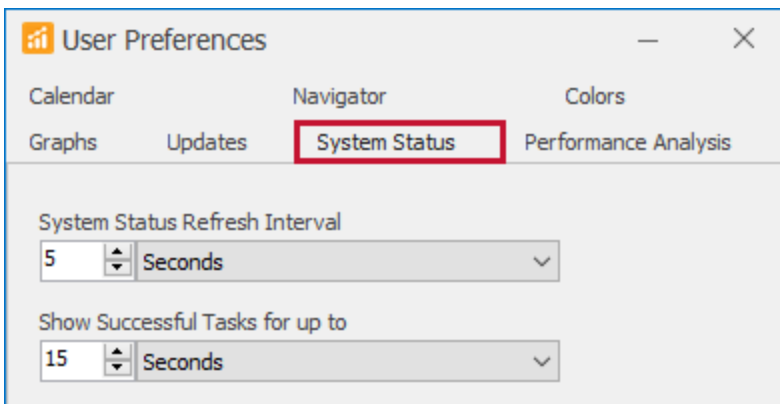 User Preferences
Calendar Navigator Colors
Graphs Updates System Status Performance Analysis
System Status Refresh Interval
5 Seconds
Show Successful Tasks for up to
15 Seconds